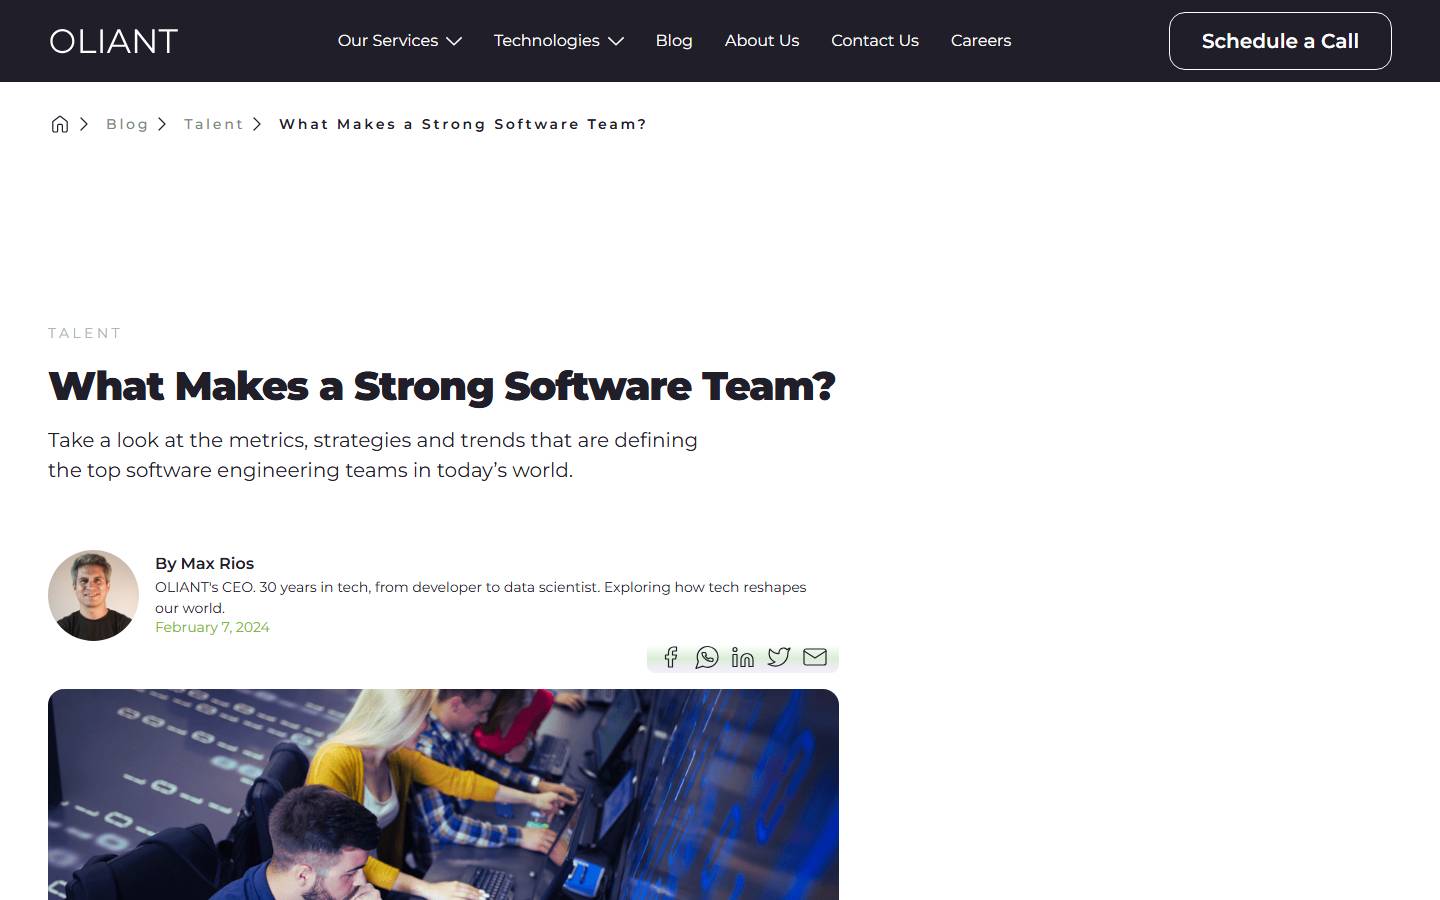 OLIANT
Our Services
Technologies
Blog
About Us
Contact Us
Careers
Schedule a Call
Blog
Talent
What Makes a Strong Software Team?
TALENT
What Makes a Strong Software Team?
Take a look at the metrics, strategies and trends that are defining
the top software engineering teams in today’s world.
By Max Rios
OLIANT's CEO. 30 years in tech, from developer to data scientist. Exploring how tech reshapes
our world.
February 7, 2024